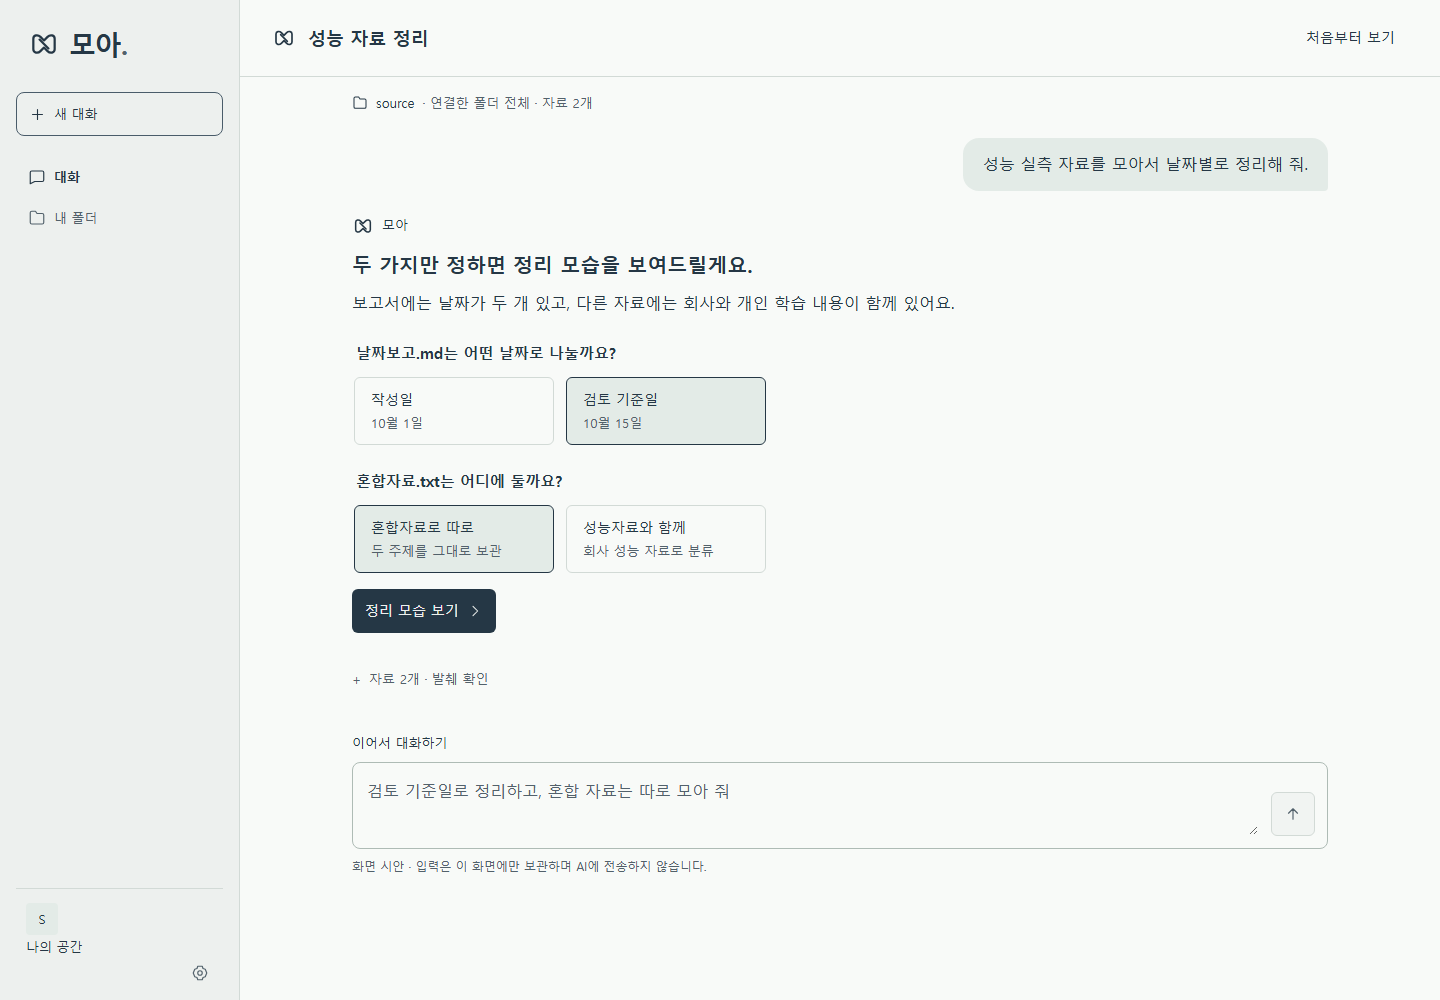 모아.
새 대화
대화
내 폴더
S
나의 공간
성능 자료 정리
처음부터 보기
source · 연결한 폴더 전체 · 자료 2개
성능 실측 자료를 모아서 날짜별로 정리해 줘.
모아
두 가지만 정하면 정리 모습을 보여드릴게요.
보고서에는 날짜가 두 개 있고, 다른 자료에는 회사와 개인 학습 내용이 함께 있어요.
날짜보고.md는 어떤 날짜로 나눌까요?
작성일
10월 1일
검토 기준일
10월 15일
혼합자료.txt는 어디에 둘까요?
혼합자료로 따로
두 주제를 그대로 보관
성능자료와 함께
회사 성능 자료로 분류
정리 모습 보기
+ 자료 2개 · 발췌 확인
이어서 대화하기
검토 기준일로 정리하고, 혼합 자료는 따로 모아 줘
화면 시안 · 입력은 이 화면에만 보관하며 AI에 전송하지 않습니다.